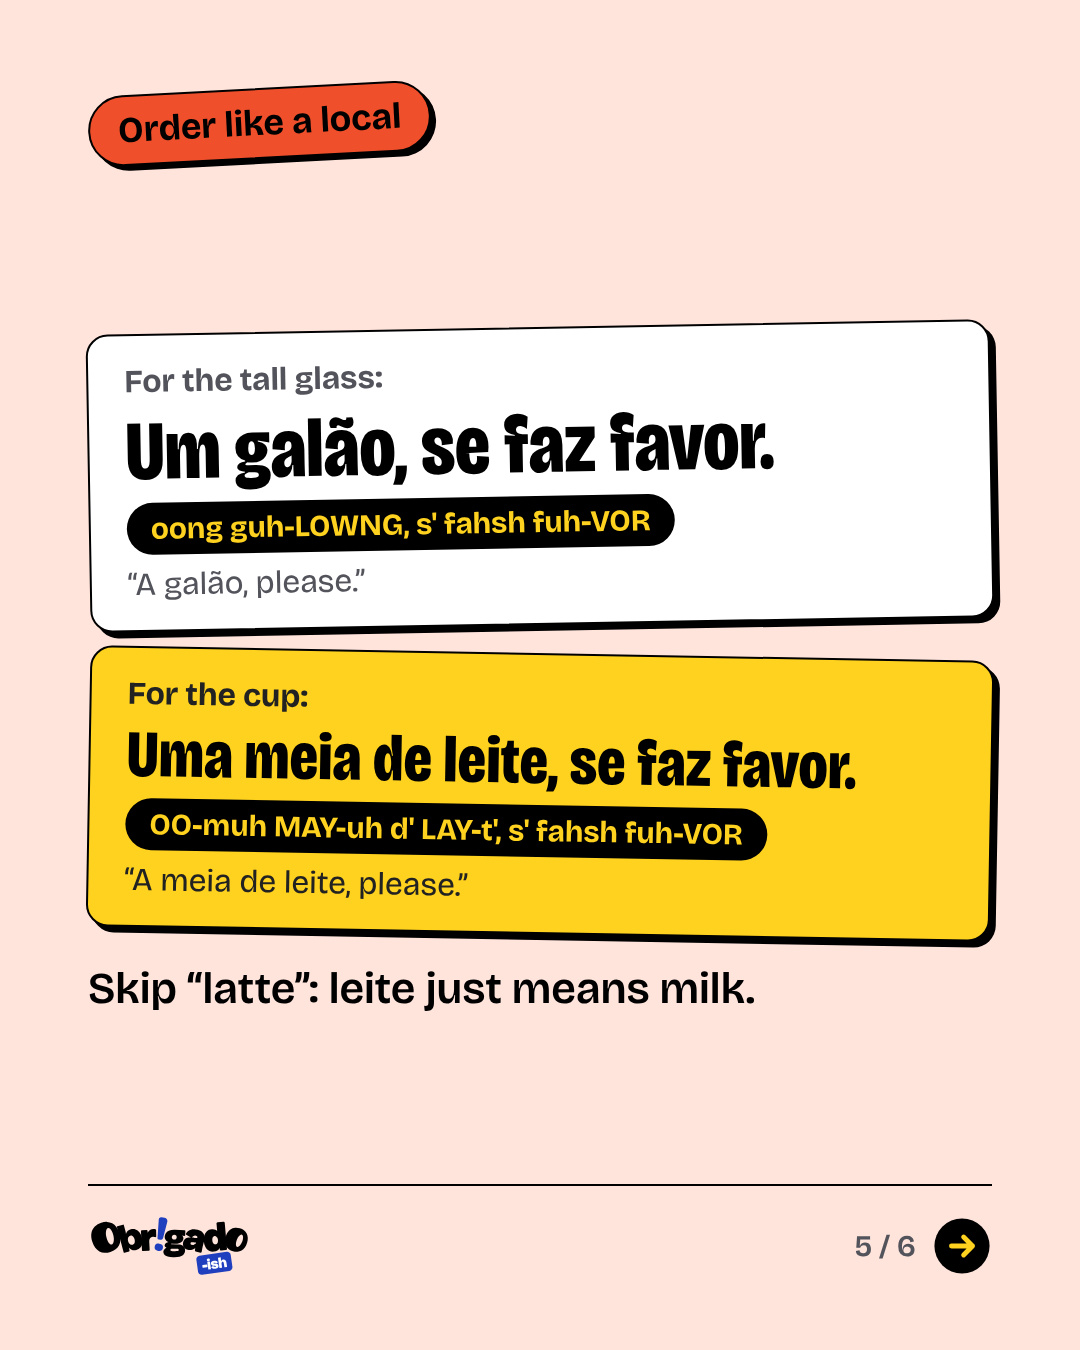 Order like a local
For the tall glass:
Um galão, se faz favor.
oong guh-LOWNG, s' fahsh fuh-VOR
“A galão, please.”
For the cup:
Uma meia de leite, se faz favor.
OO-muh MAY-uh d' LAY-t', s' fahsh fuh-VOR
“A meia de leite, please.”
Skip “latte”: leite just means milk.
Obr!gado
-ish
5 / 6